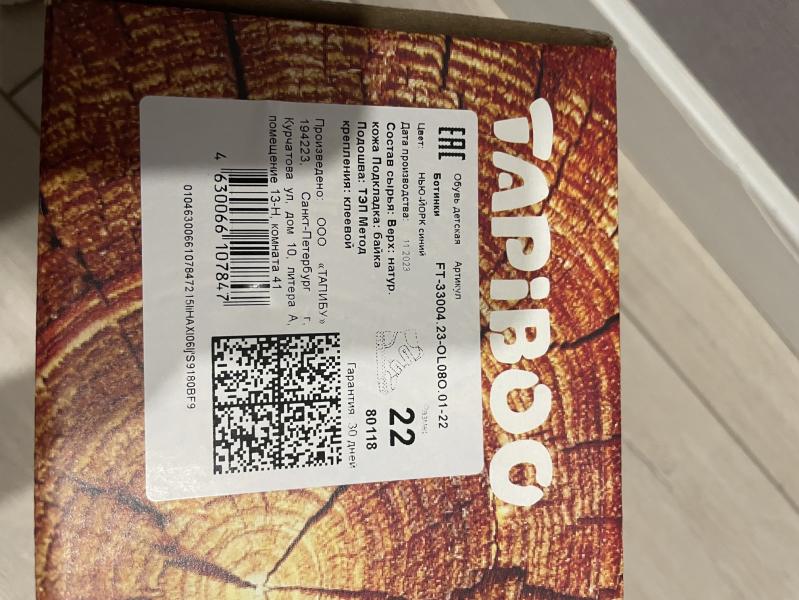 TAPiBOO
EAC
Обувь детская Артикул
Ботинки FT-33004.23-OL08O.01-22
Цвет: НЬЮ-ЙОРК синий
Размер:
Дата производства: 11.2023
22
Состав сырья: Верх: натур.
кожа Подкладка: байка
80118
Подошва: ТЭП Метод
крепления: клеевой
Гарантия 30 дней
Произведено: ООО «ТАПИБУ»
194223, Санкт-Петербург г,
Курчатова ул, дом 10, литера А,
помещение 13-Н, комната 41
4 630066 107847